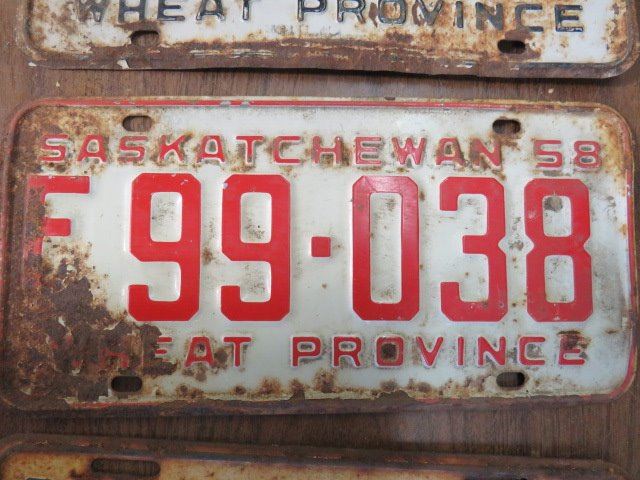 WHEAT PROVINCE
SASKATCHEWAN 58
F 99·038
WHEAT PROVINCE